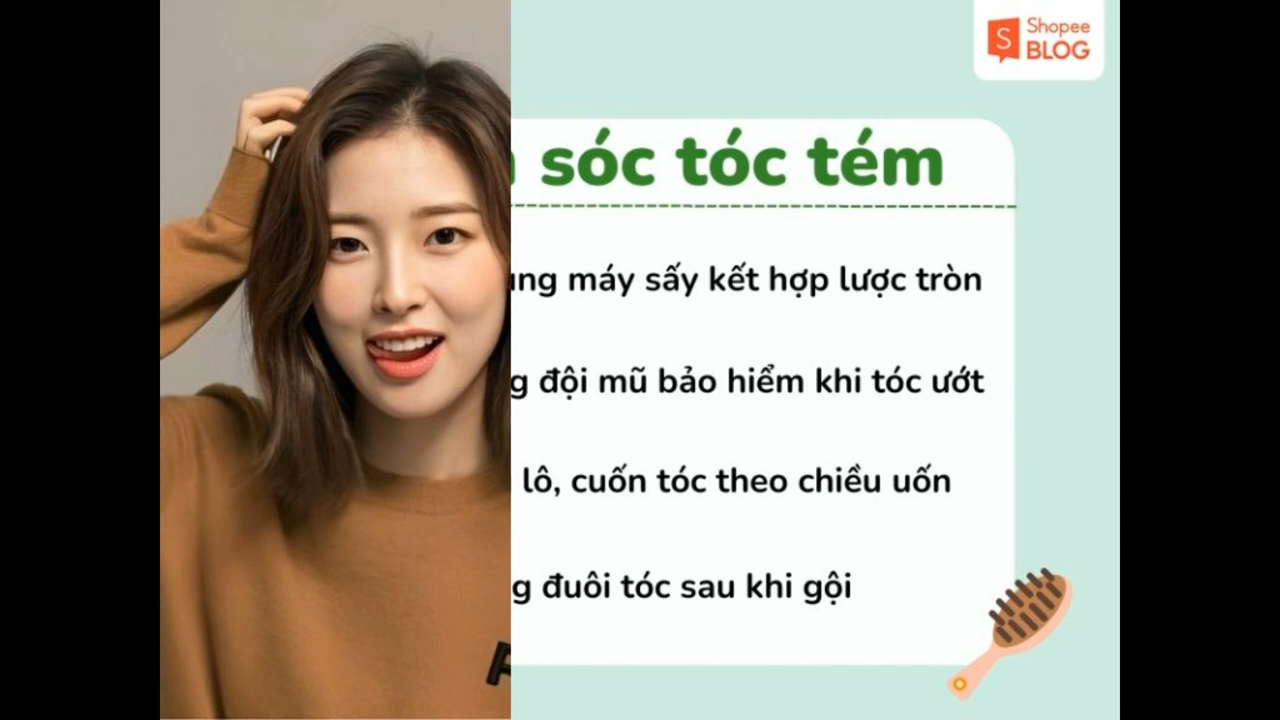 Shopee
BLOG
sóc tóc tém
máy sấy kết hợp lược tròn
đội mũ bảo hiểm khi tóc ướt
lô, cuốn tóc theo chiều uốn
đuôi tóc sau khi gội